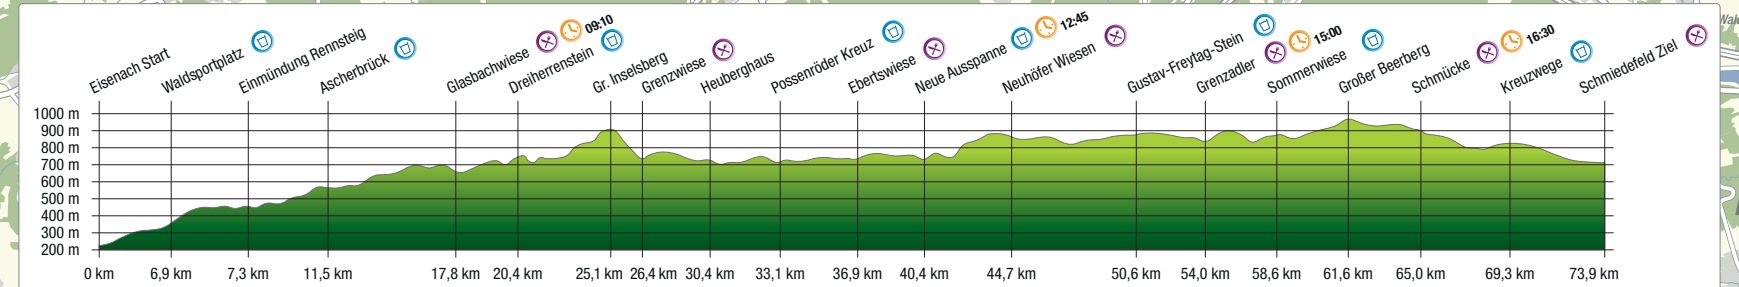 Eisenach Start
Waldsportplatz
Einmündung Rennsteig
Ascherbrück
Glasbachwiese
09:10
Dreiherrenstein
Gr. Inselsberg
Grenzwiese
Heuberghaus
Possenröder Kreuz
Ebertswiese
Neue Ausspanne
12:45
Neuhöfer Wiesen
Gustav-Freytag-Stein
Grenzadler
15:00
Sommerwiese
Großer Beerberg
Schmücke
16:30
Kreuzwege
Schmiedefeld Ziel
1000 m
900 m
800 m
700 m
600 m
500 m
400 m
300 m
200 m
0 km 6,9 km 7,3 km 11,5 km 17,8 km 20,4 km 25,1 km 26,4 km 30,4 km 33,1 km 36,9 km 40,4 km 44,7 km 50,6 km 54,0 km 58,6 km 61,6 km 65,0 km 69,3 km 73,9 km